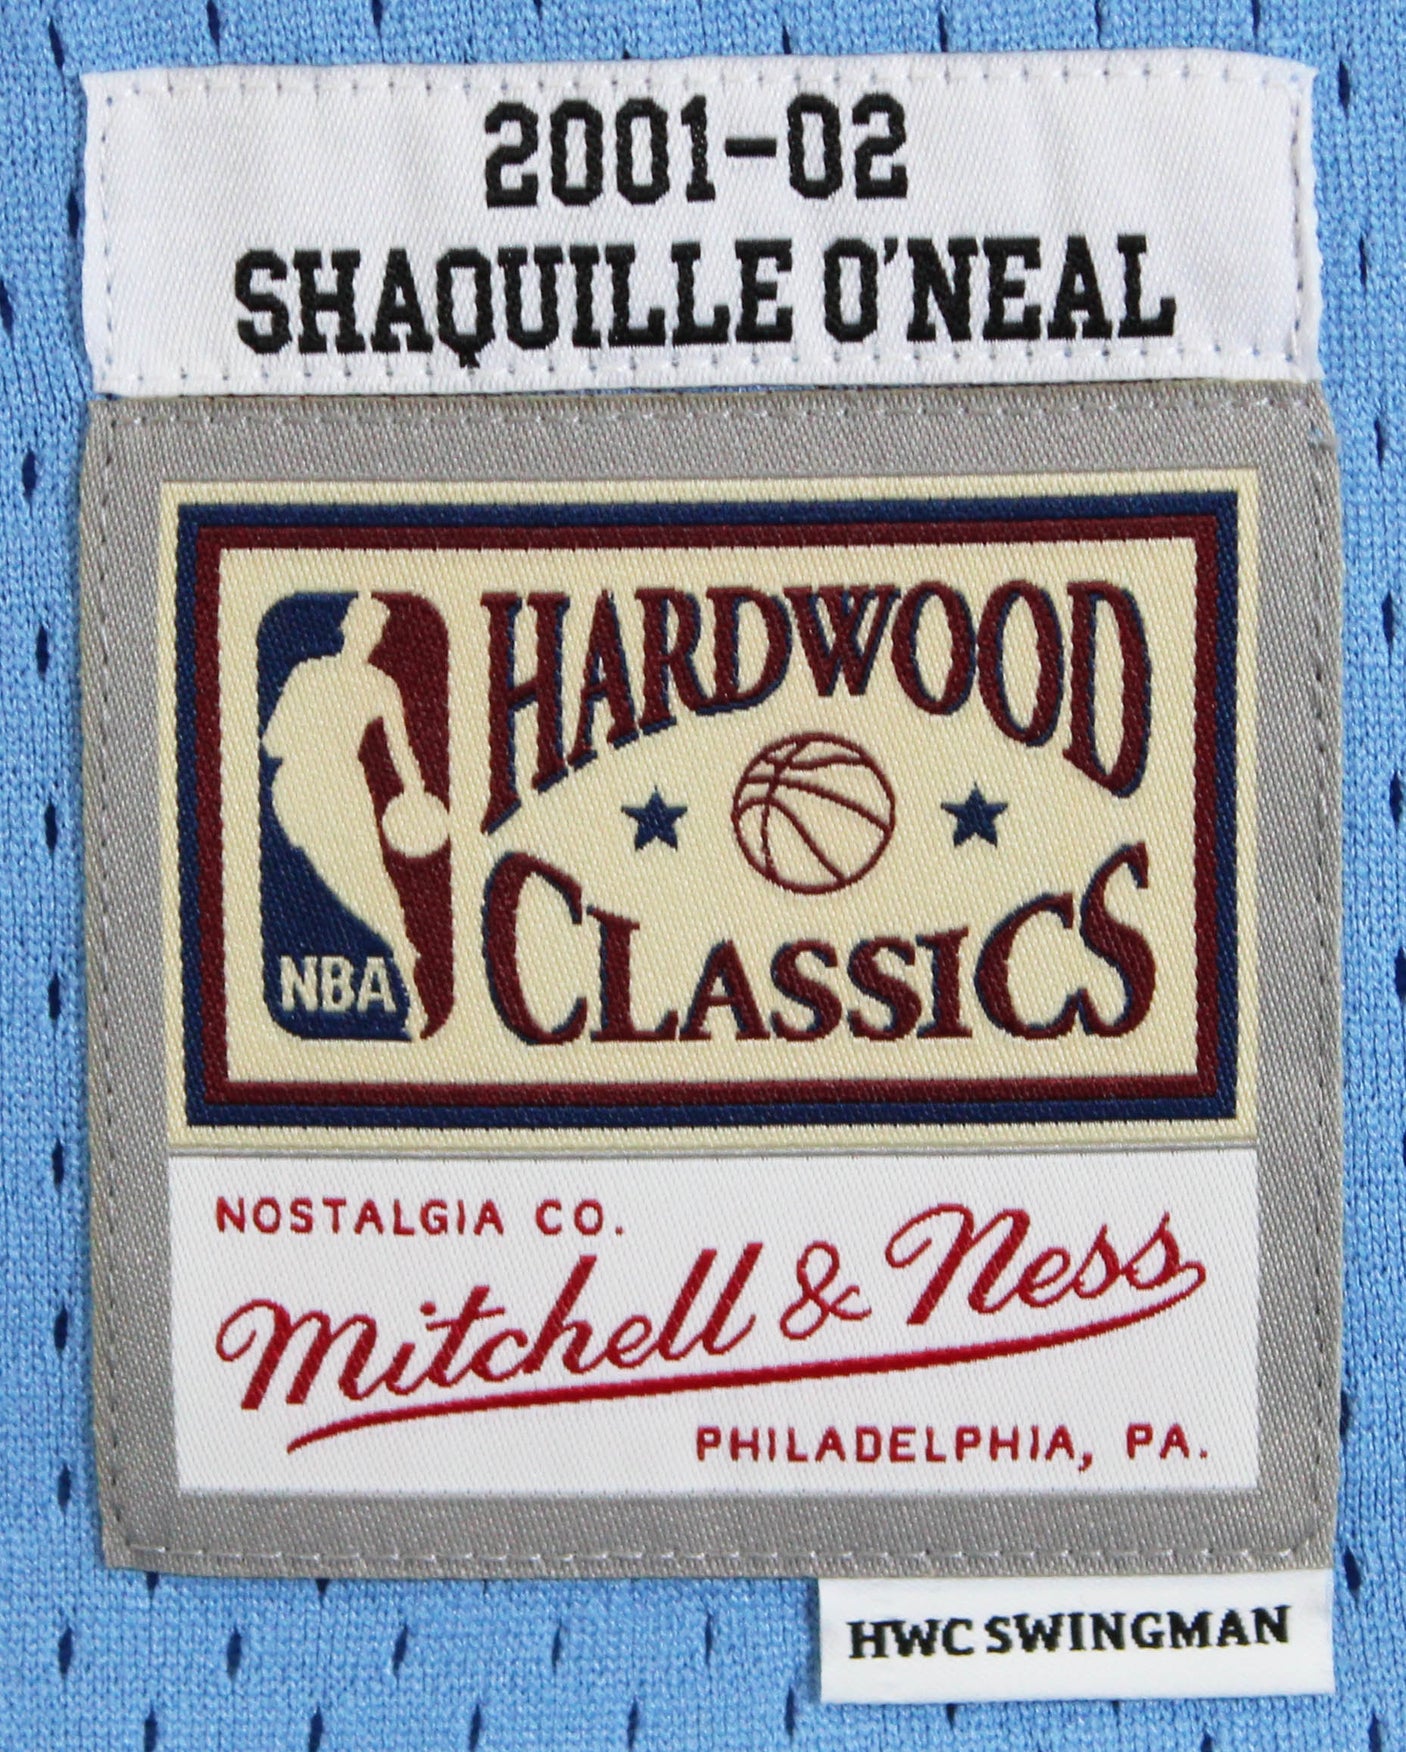 2001-02
SHAQUILLE O'NEAL
HARDWOOD
CLASSICS
NBA
NOSTALGIA CO.
Mitchell & Ness
PHILADELPHIA, PA.
HWC SWINGMAN